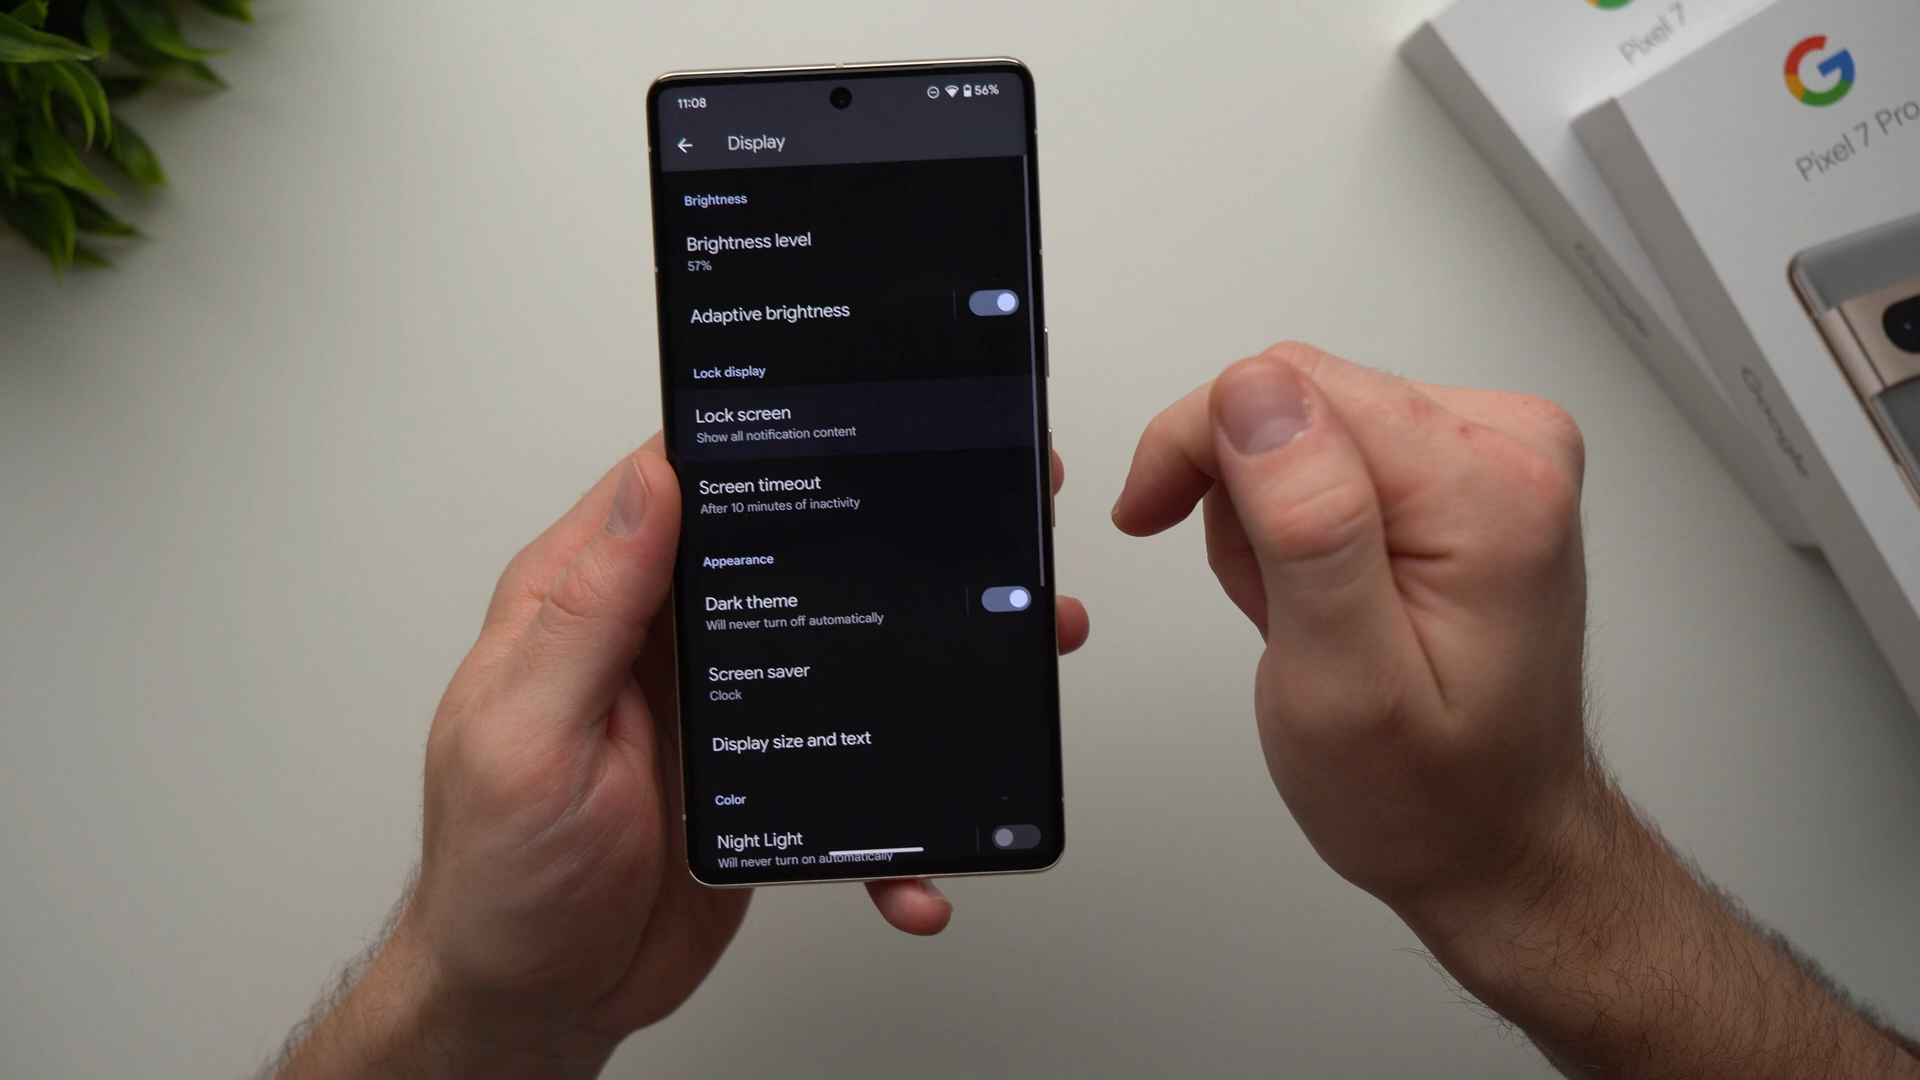 11:08
56%
Display
Brightness
Brightness level
57%
Adaptive brightness
Lock display
Lock screen
Show all notification content
Screen timeout
After 10 minutes of inactivity
Appearance
Dark theme
Will never turn off automatically
Screen saver
Clock
Display size and text
Color
Night Light
Will never turn on automatically
Pixel 7
G
Pixel 7 Pro
Google
Google